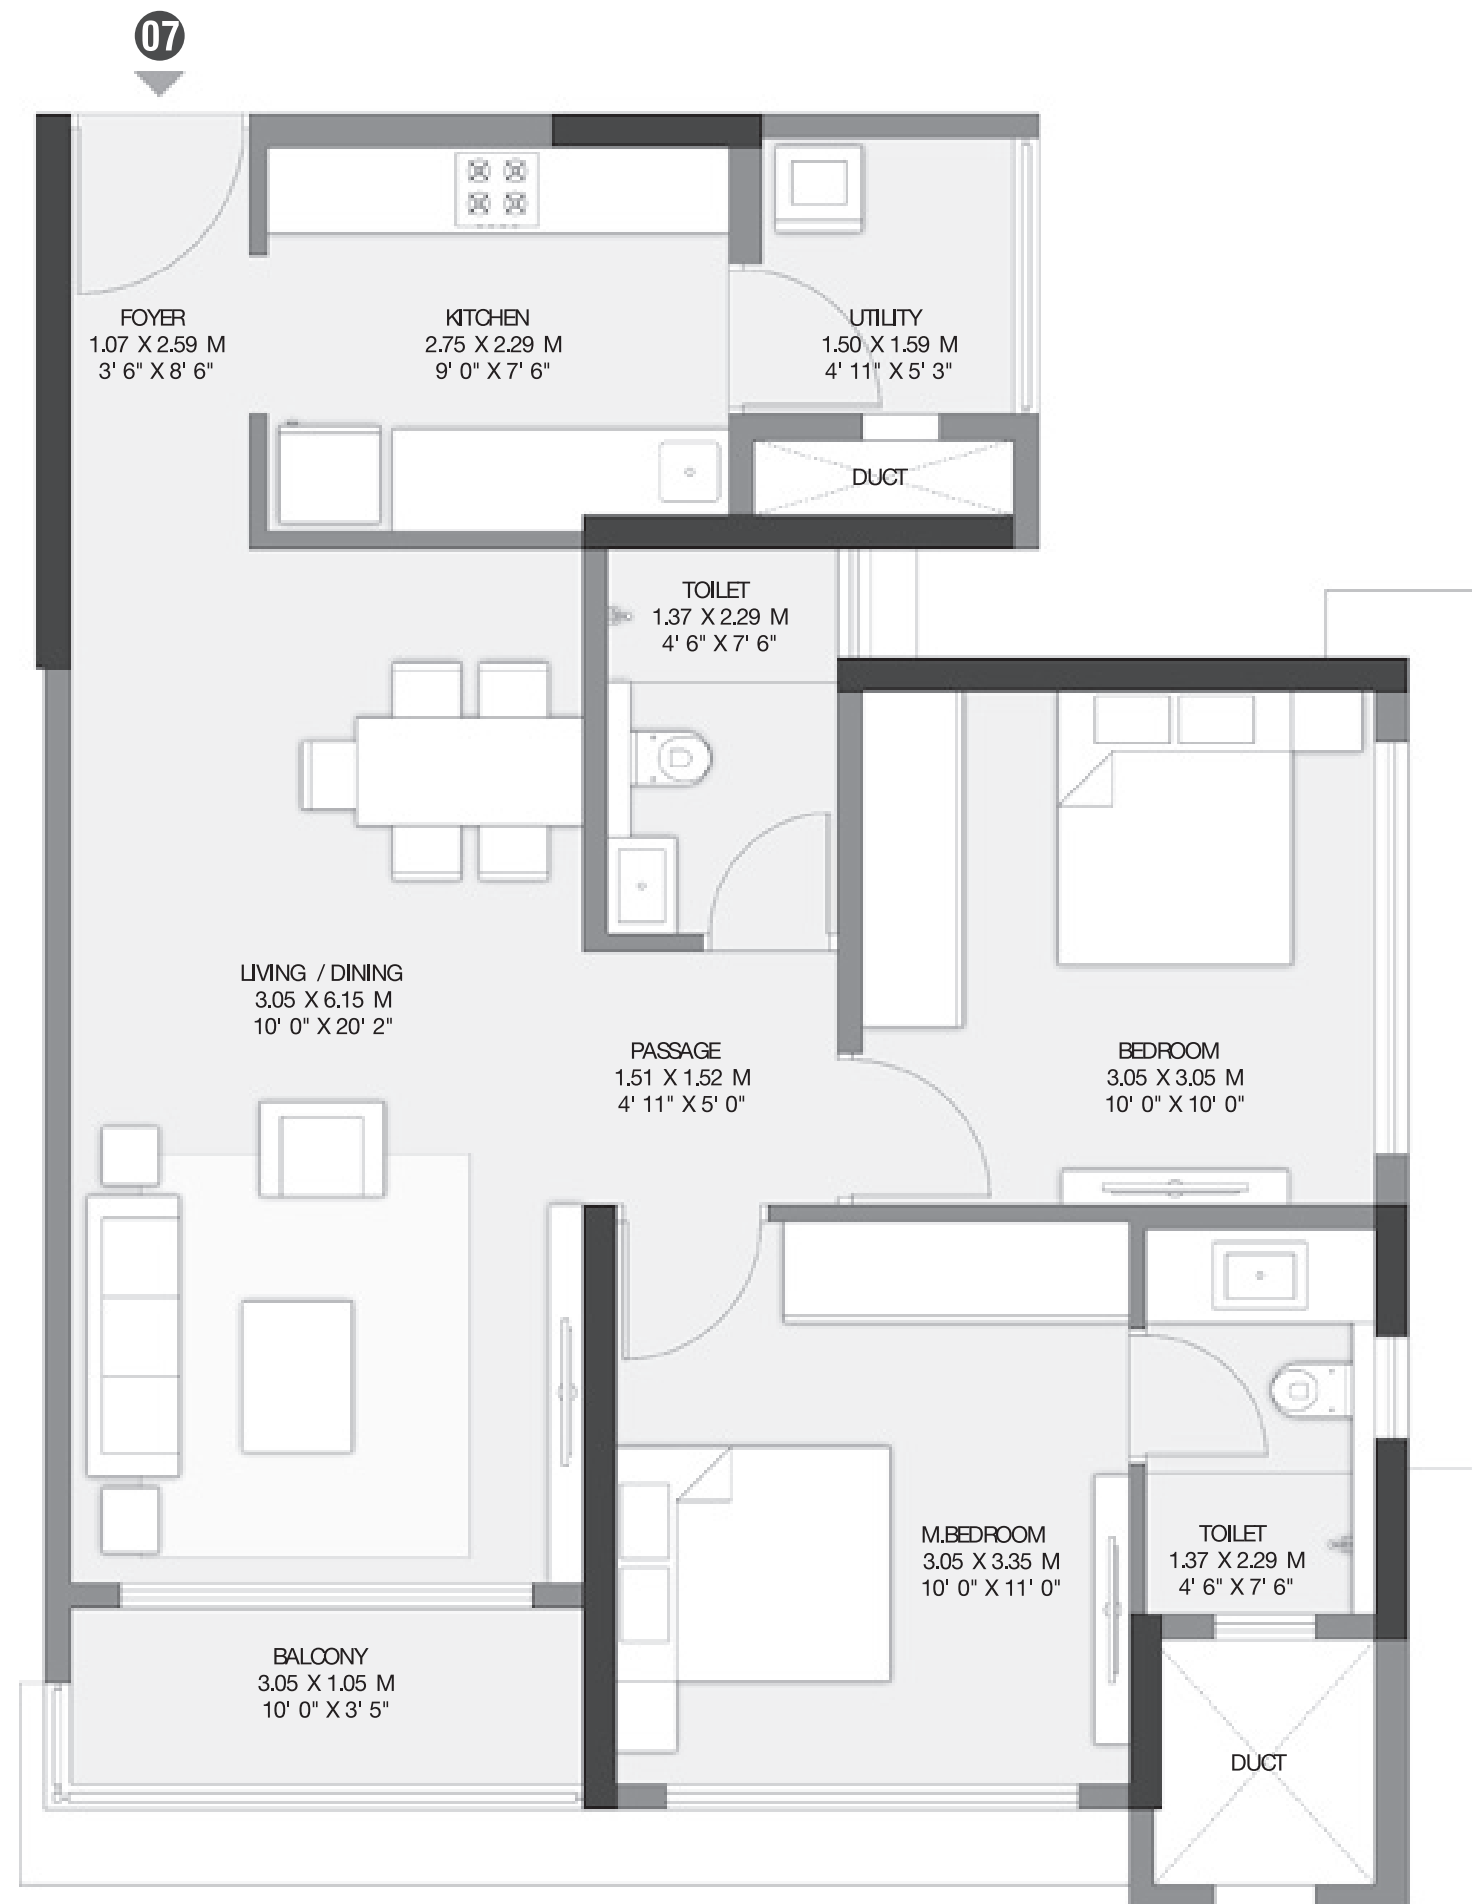 07
FOYER
1.07 X 2.59 M
3' 6" X 8' 6"
KITCHEN
2.75 X 2.29 M
9' 0" X 7' 6"
UTILITY
1.50 X 1.59 M
4' 11" X 5' 3"
DUCT
TOILET
1.37 X 2.29 M
4' 6" X 7' 6"
LIVING / DINING
3.05 X 6.15 M
10' 0" X 20' 2"
PASSAGE
1.51 X 1.52 M
4' 11" X 5' 0"
BEDROOM
3.05 X 3.05 M
10' 0" X 10' 0"
M.BEDROOM
3.05 X 3.35 M
10' 0" X 11' 0"
TOILET
1.37 X 2.29 M
4' 6" X 7' 6"
BALCONY
3.05 X 1.05 M
10' 0" X 3' 5"
DUCT